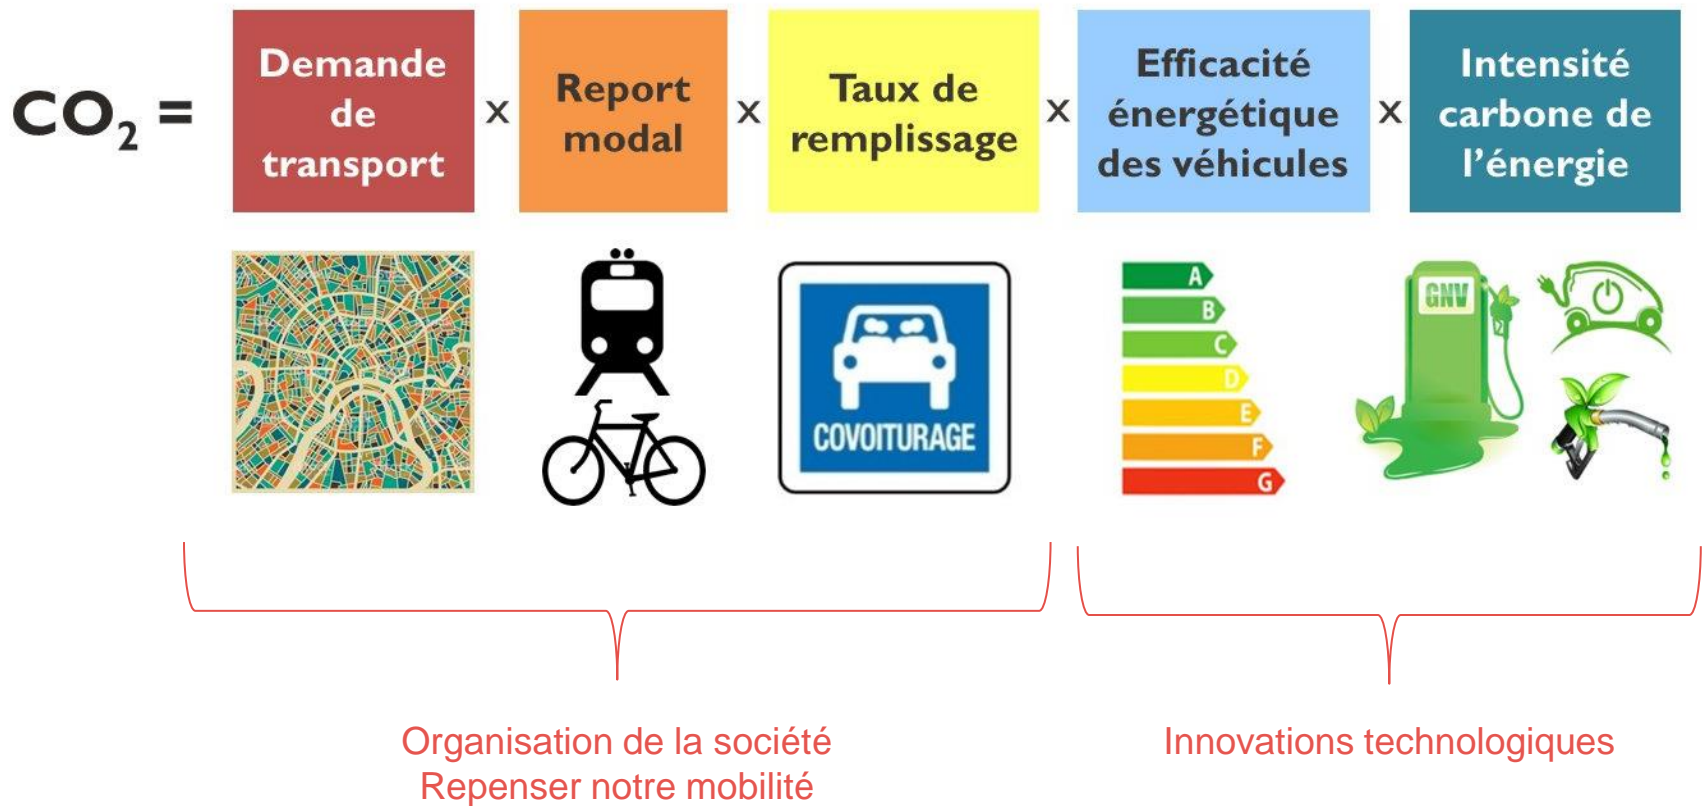 CO2 =
Demande
de
transport
x
Report
modal
x
Taux de
remplissage
x
Efficacité
énergétique
des véhicules
x
Intensité
carbone de
l'énergie
COVOITURAGE
A
B
C
D
E
F
G
GNV
Organisation de la société
Repenser notre mobilité
Innovations technologiques